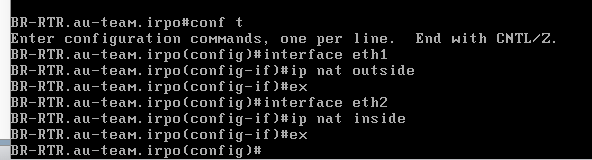 BR-RTR.au-team.irpo#conf t
Enter configuration commands, one per line.  End with CNTL/Z.
BR-RTR.au-team.irpo(config)#interface eth1
BR-RTR.au-team.irpo(config-if)#ip nat outside
BR-RTR.au-team.irpo(config-if)#ex
BR-RTR.au-team.irpo(config)#interface eth2
BR-RTR.au-team.irpo(config-if)#ip nat inside
BR-RTR.au-team.irpo(config-if)#ex
BR-RTR.au-team.irpo(config)#